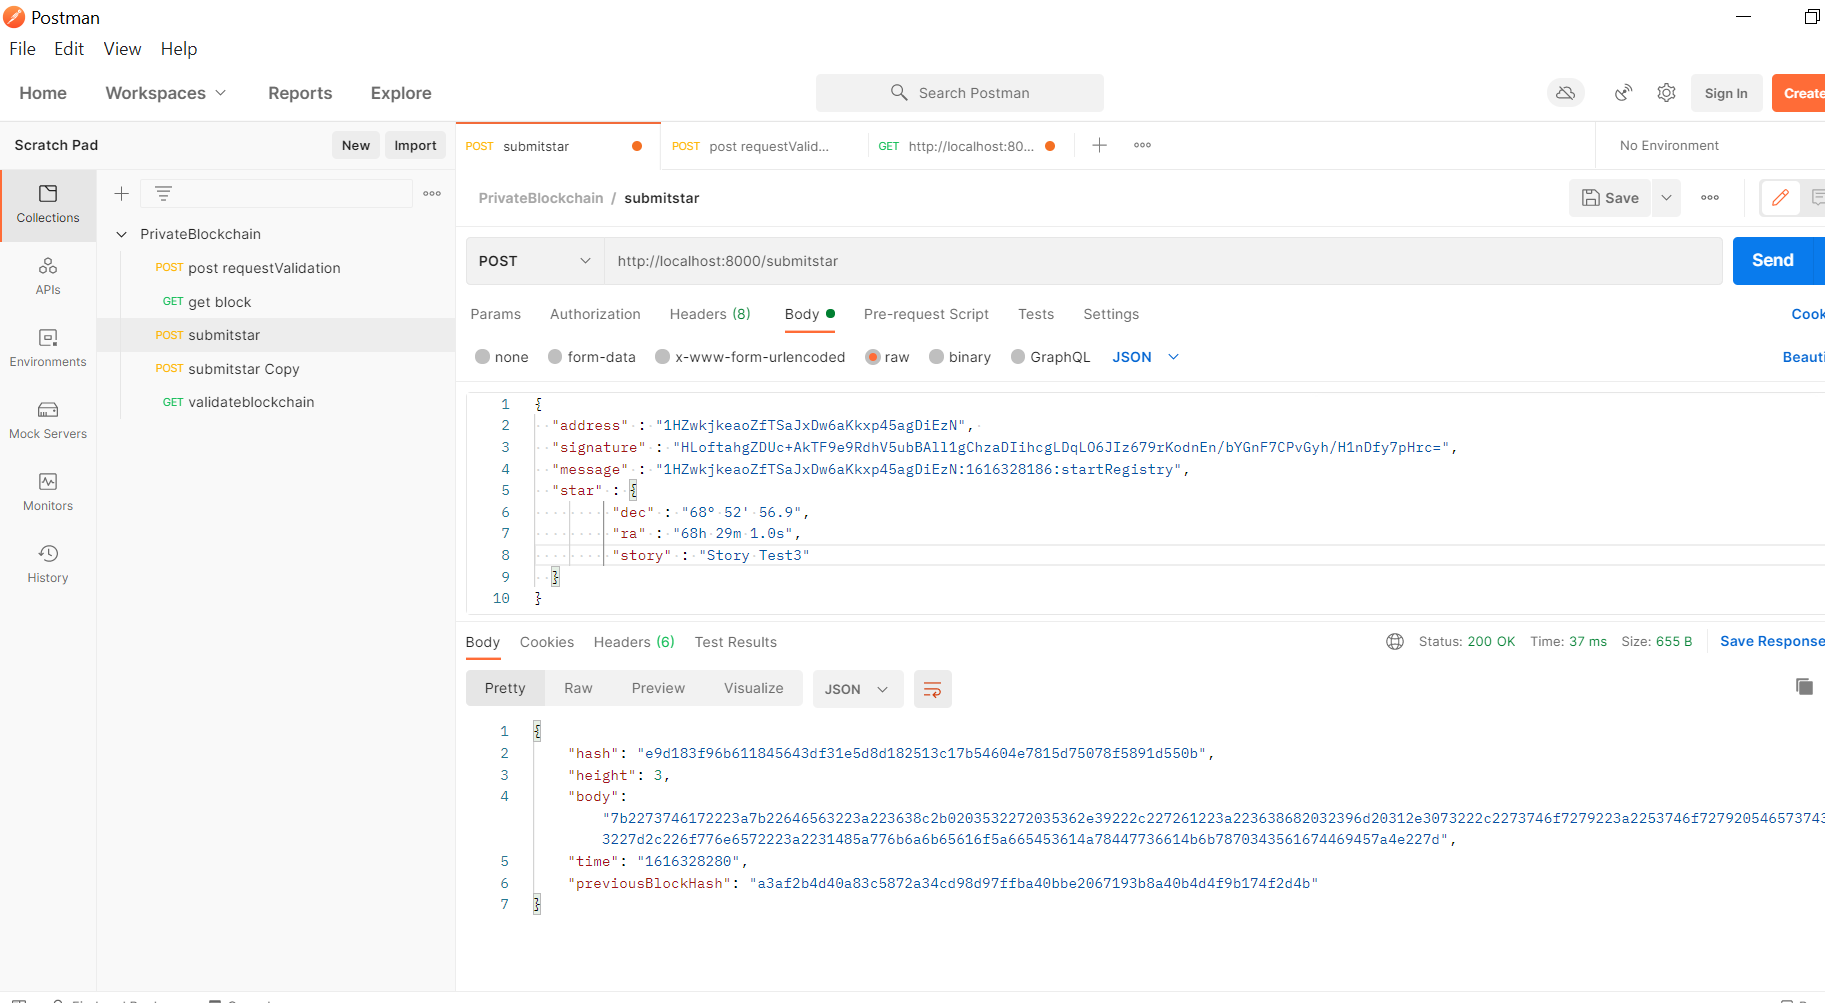 Postman
File Edit View Help
Home Workspaces Reports Explore Search Postman Sign In Create
Scratch Pad New Import POST submitstar POST post requestValid... GET http://localhost:80... No Environment
Collections
APIs
Environments
Mock Servers
Monitors
History
PrivateBlockchain
POST post requestValidation
GET get block
POST submitstar
POST submitstar Copy
GET validateblockchain
PrivateBlockchain / submitstar Save
POST http://localhost:8000/submitstar Send
Params Authorization Headers (8) Body Pre-request Script Tests Settings Cook
none form-data x-www-form-urlencoded raw binary GraphQL JSON Beauti
1 {
2 "address" : "1HZwkjkeaoZfTSaJxDw6aKkxp45agDiEzN",
3 "signature" : "HLoftahgZDUc+AkTF9e9RdhV5ubBAll1gChzaDIihcgLDqLO6JIz679rKodnEn/bYGnF7CPvGyh/H1nDfy7pHrc=",
4 "message" : "1HZwkjkeaoZfTSaJxDw6aKkxp45agDiEzN:1616328186:startRegistry",
5 "star" : {
6 "dec" : "68° 52' 56.9",
7 "ra" : "68h 29m 1.0s",
8 "story" : "Story Test3"
9 }
10 }
Body Cookies Headers (6) Test Results Status: 200 OK Time: 37 ms Size: 655 B Save Response
Pretty Raw Preview Visualize JSON
1 {
2 "hash": "e9d183f96b611845643df31e5d8d182513c17b54604e7815d75078f5891d550b",
3 "height": 3,
4 "body":
"7b2273746172223a7b22646563223a223638c2b0203532272035362e39222c227261223a223638682032396d20312e3073222c2273746f7279223a2253746f72792054657374 3
3227d2c226f776e6572223a2231485a776b6a6b65616f5a665453614a78447736614b6b7870343561674469457a4e227d",
5 "time": "1616328280",
6 "previousBlockHash": "a3af2b4d40a83c5872a34cd98d97ffba40bbe2067193b8a40b4d4f9b174f2d4b"
7 }